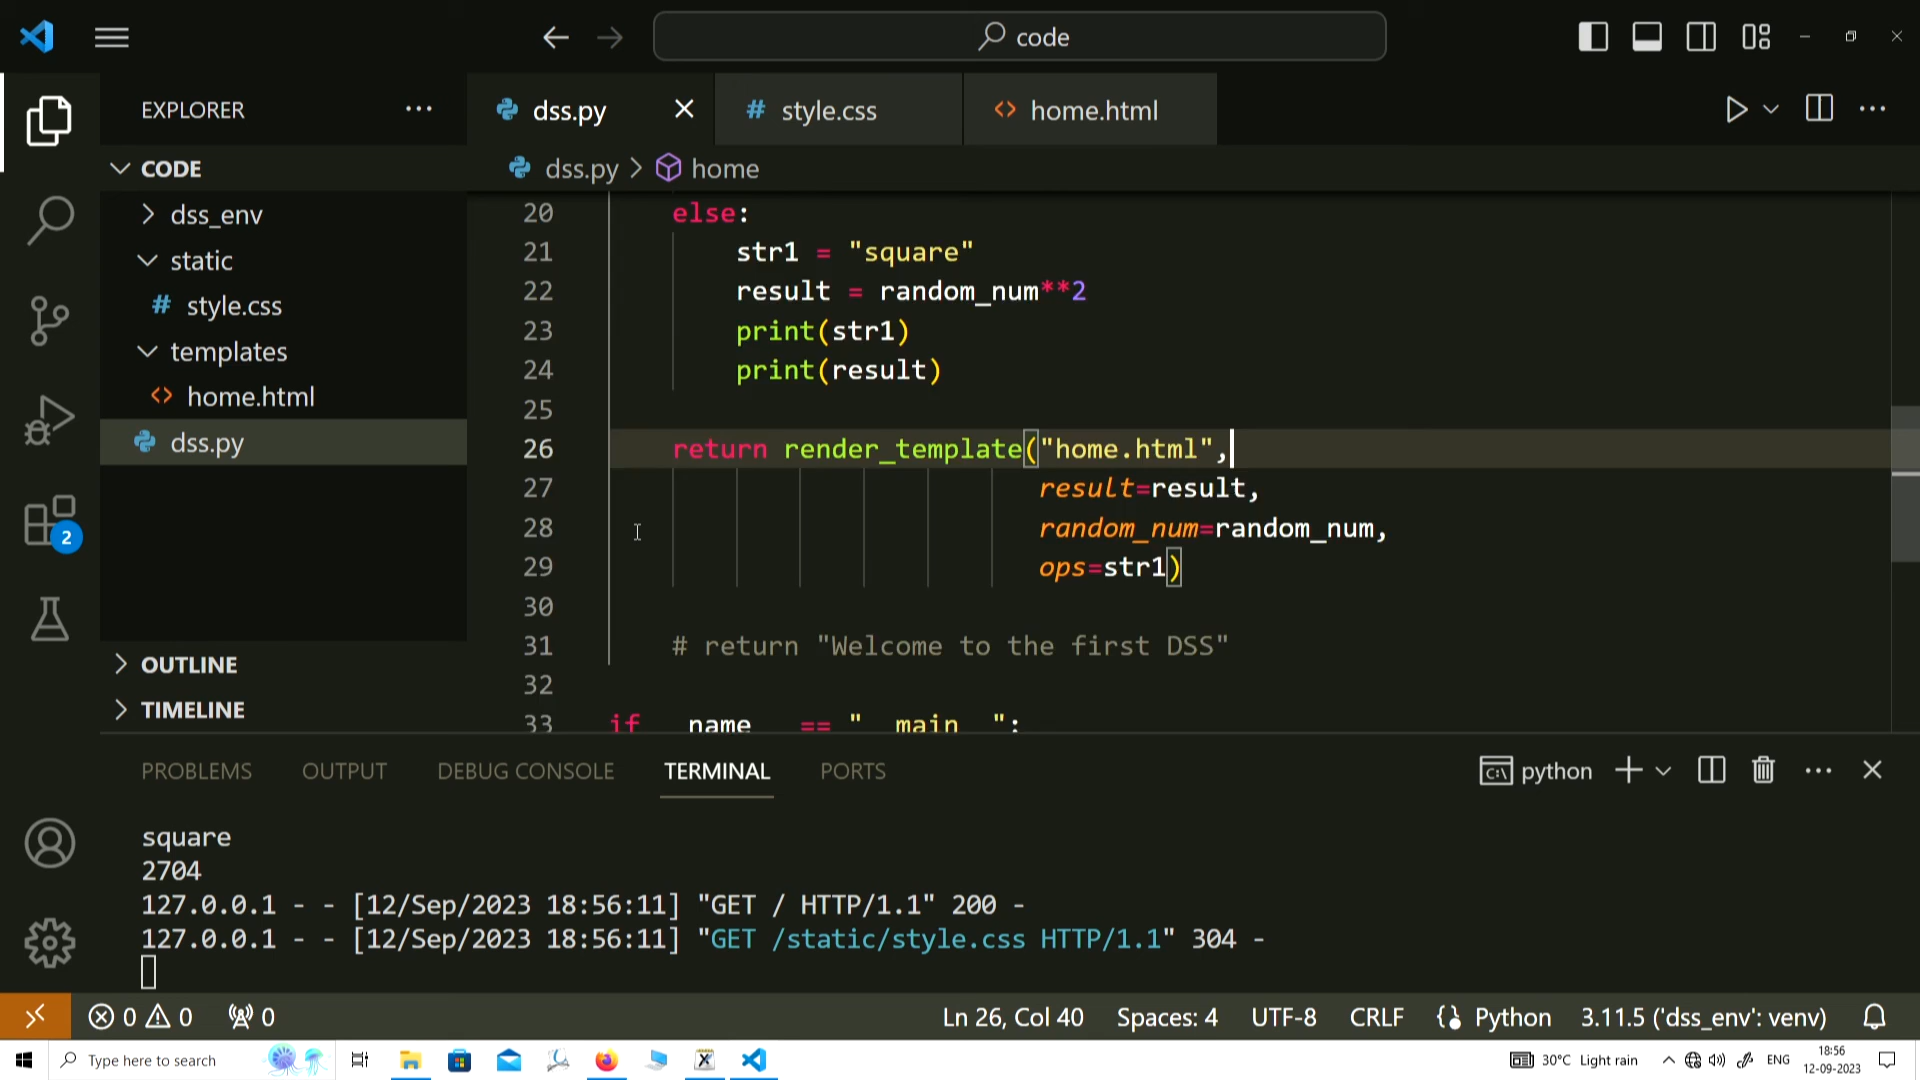 code
EXPLORER
dss.py
style.css
home.html
CODE
dss.py > home
dss_env
static
style.css
templates
home.html
dss.py
OUTLINE
TIMELINE
20 else:
21 str1 = "square"
22 result = random_num**2
23 print(str1)
24 print(result)
25
26 return render_template("home.html",
27 result=result,
28 random_num=random_num,
29 ops=str1)
30
31 # return "Welcome to the first DSS"
32
33 if __name__ == "__main__":
PROBLEMS OUTPUT DEBUG CONSOLE TERMINAL PORTS
python
square
2704
127.0.0.1 - - [12/Sep/2023 18:56:11] "GET / HTTP/1.1" 200 -
127.0.0.1 - - [12/Sep/2023 18:56:11] "GET /static/style.css HTTP/1.1" 304 -
2
0 0 0
Ln 26, Col 40 Spaces: 4 UTF-8 CRLF Python 3.11.5 ('dss_env': venv)
Type here to search
30°C Light rain
ENG
18:56
12-09-2023